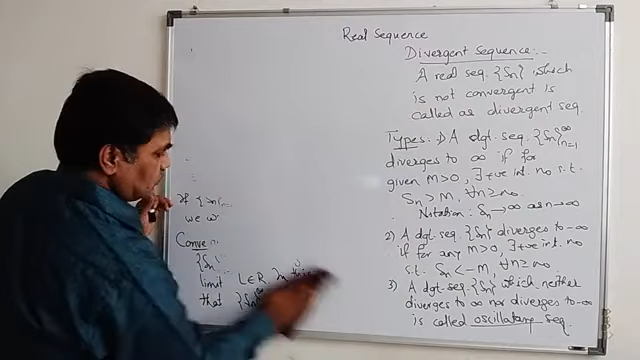 Real Sequence
If
we w
Conve
{Sn
limit L∈R
that {Sn
Divergent Sequence:-
A real seq. {Sn} which
is not convergent is
called as divergent seq.
Types. 1) A dgt. seq. {Sn}∞n=1
diverges to ∞ if for
given M>0, ∃ +ve int. no s.t.
Sn > M, ∀n≥no.
Notation: Sn→∞ as n→∞
2) A dgt seq. {Sn} diverges to -∞
if for any M>0, ∃ +ve int. no
s.t. Sn < -M, ∀n≥no.
3) A dgt-seq {Sn} which neither
diverges to ∞ nor diverges to -∞
is called oscillatory seq.